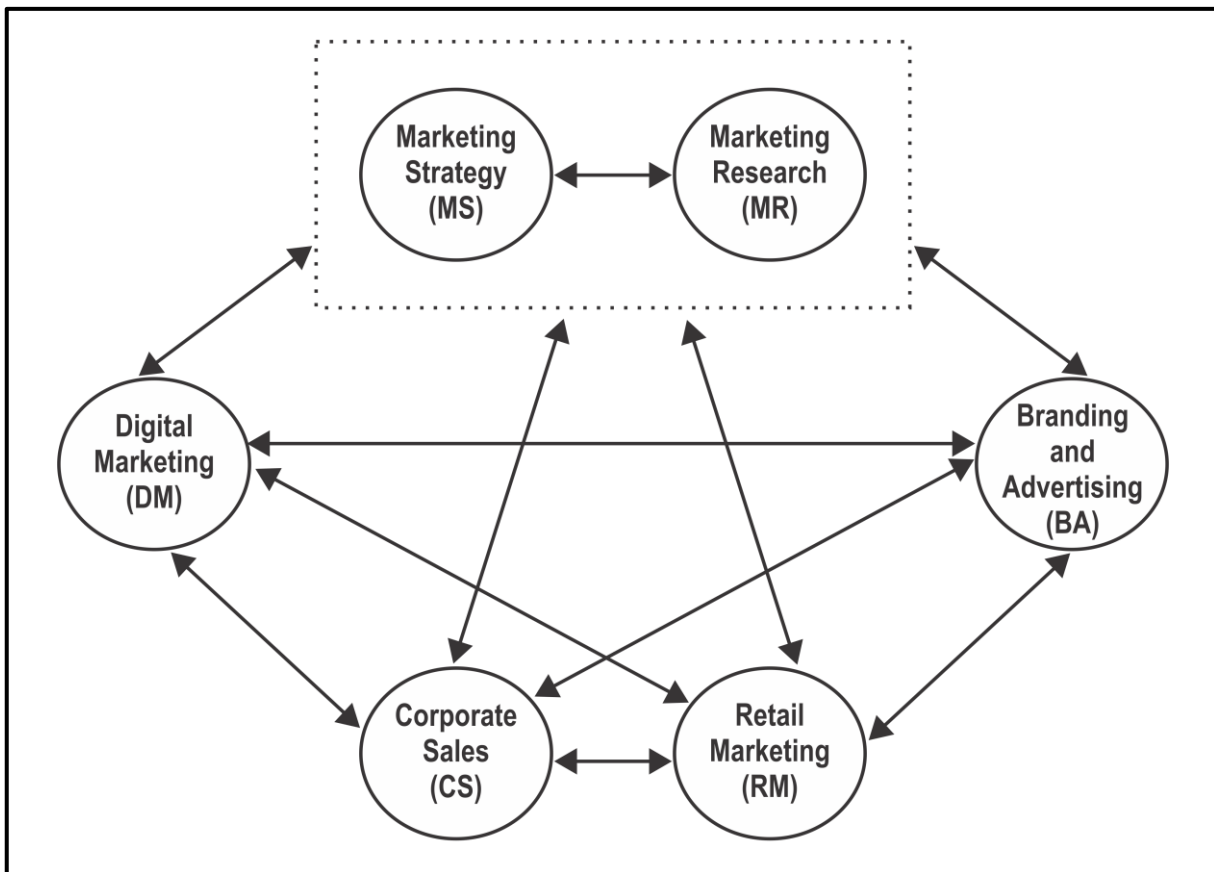 Marketing
Strategy
(MS)
Marketing
Research
(MR)
Digital
Marketing
(DM)
Branding
and
Advertising
(BA)
Corporate
Sales
(CS)
Retail
Marketing
(RM)